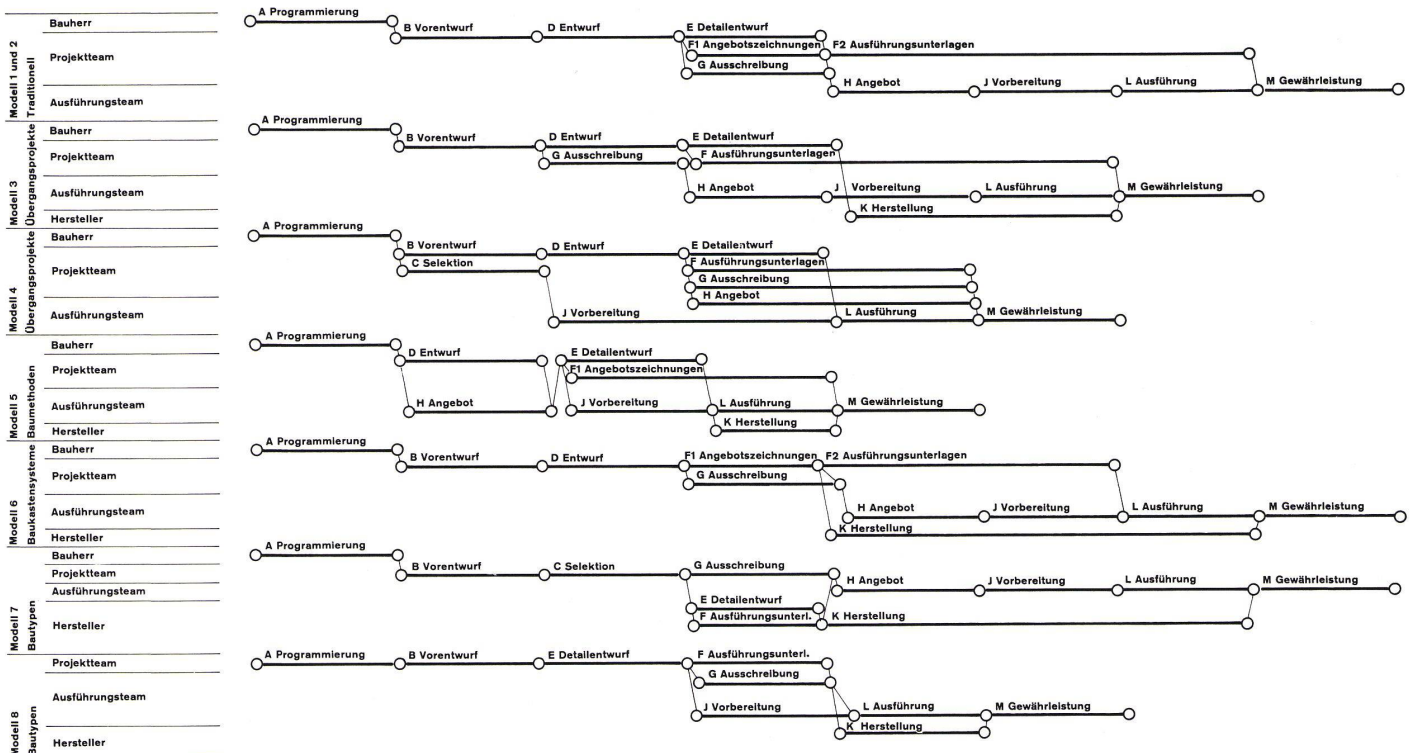 Modell 1 und 2
Traditionell
Bauherr
Projektteam
Ausführungsteam
A Programmierung
B Vorentwurf
D Entwurf
E Detailentwurf
F1 Angebotszeichnungen
F2 Ausführungsunterlagen
G Ausschreibung
H Angebot
J Vorbereitung
L Ausführung
M Gewährleistung
Modell 3
Übergangsprojekte
Bauherr
Projektteam
Ausführungsteam
Hersteller
A Programmierung
B Vorentwurf
D Entwurf
E Detailentwurf
G Ausschreibung
F Ausführungsunterlagen
H Angebot
J Vorbereitung
L Ausführung
M Gewährleistung
K Herstellung
Modell 4
Übergangsprojekte
Bauherr
Projektteam
Ausführungsteam
A Programmierung
B Vorentwurf
D Entwurf
E Detailentwurf
C Selektion
F Ausführungsunterlagen
G Ausschreibung
H Angebot
J Vorbereitung
L Ausführung
M Gewährleistung
Modell 5
Baumethoden
Bauherr
Projektteam
Ausführungsteam
Hersteller
A Programmierung
D Entwurf
E Detailentwurf
F1 Angebotszeichnungen
H Angebot
J Vorbereitung
L Ausführung
M Gewährleistung
K Herstellung
Modell 6
Baukastensysteme
Bauherr
Projektteam
Ausführungsteam
Hersteller
A Programmierung
B Vorentwurf
D Entwurf
F1 Angebotszeichnungen
F2 Ausführungsunterlagen
G Ausschreibung
H Angebot
J Vorbereitung
L Ausführung
M Gewährleistung
K Herstellung
Modell 7
Bautypen
Bauherr
Projektteam
Ausführungsteam
Hersteller
A Programmierung
B Vorentwurf
C Selektion
G Ausschreibung
H Angebot
J Vorbereitung
L Ausführung
M Gewährleistung
E Detailentwurf
F Ausführungsunterl.
K Herstellung
Modell 8
Bautypen
Projektteam
Ausführungsteam
Hersteller
A Programmierung
B Vorentwurf
E Detailentwurf
F Ausführungsunterl.
G Ausschreibung
J Vorbereitung
L Ausführung
M Gewährleistung
K Herstellung